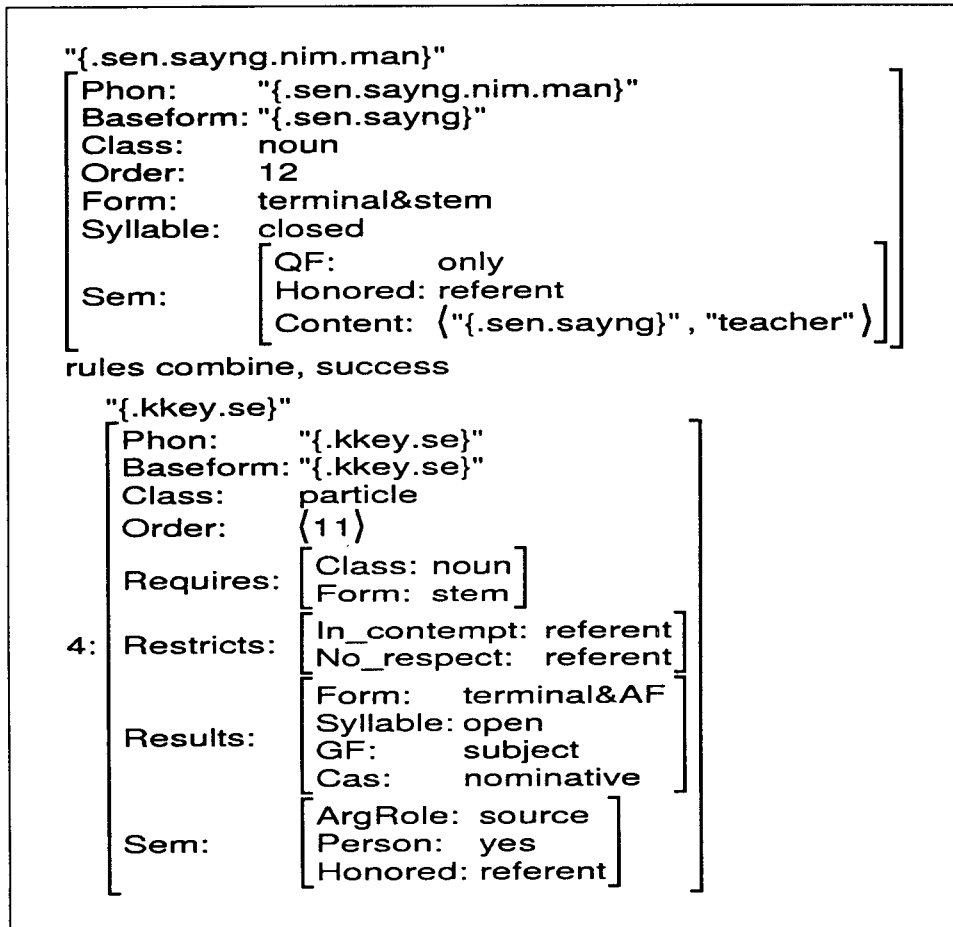 "{.sen.sayng.nim.man}"
Phon: "{.sen.sayng.nim.man}"
Baseform: "{.sen.sayng}"
Class: noun
Order: 12
Form: terminal&stem
Syllable: closed
Sem:
QF: only
Honored: referent
Content: ⟨"{.sen.sayng}", "teacher"⟩
rules combine, success
"{.kkey.se}"
4:
Phon: "{.kkey.se}"
Baseform: "{.kkey.se}"
Class: particle
Order: ⟨11⟩
Requires:
Class: noun
Form: stem
Restricts:
In_contempt: referent
No_respect: referent
Results:
Form: terminal&AF
Syllable: open
GF: subject
Cas: nominative
Sem:
ArgRole: source
Person: yes
Honored: referent